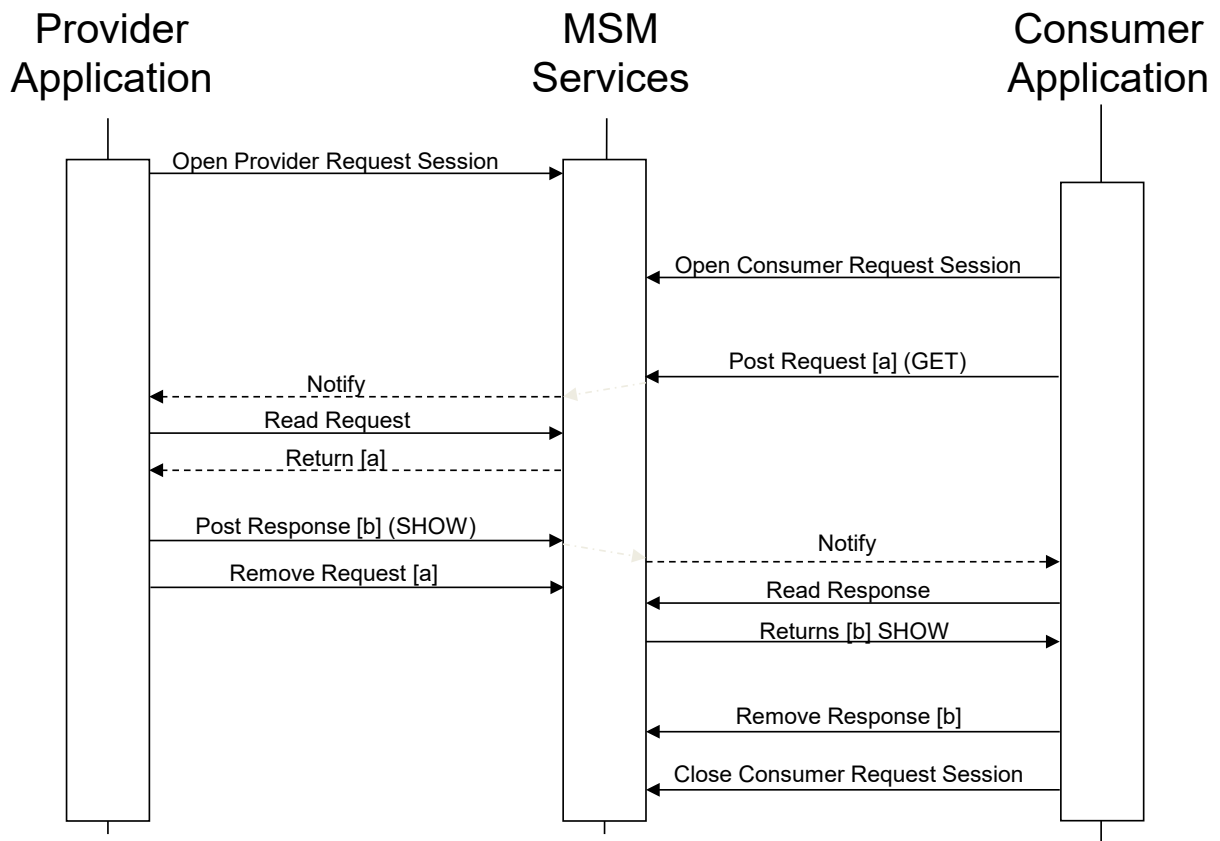 Provider
Application
MSM
Services
Consumer
Application
Open Provider Request Session
Open Consumer Request Session
Post Request [a] (GET)
Notify
Read Request
Return [a]
Post Response [b] (SHOW)
Notify
Remove Request [a]
Read Response
Returns [b] SHOW
Remove Response [b]
Close Consumer Request Session